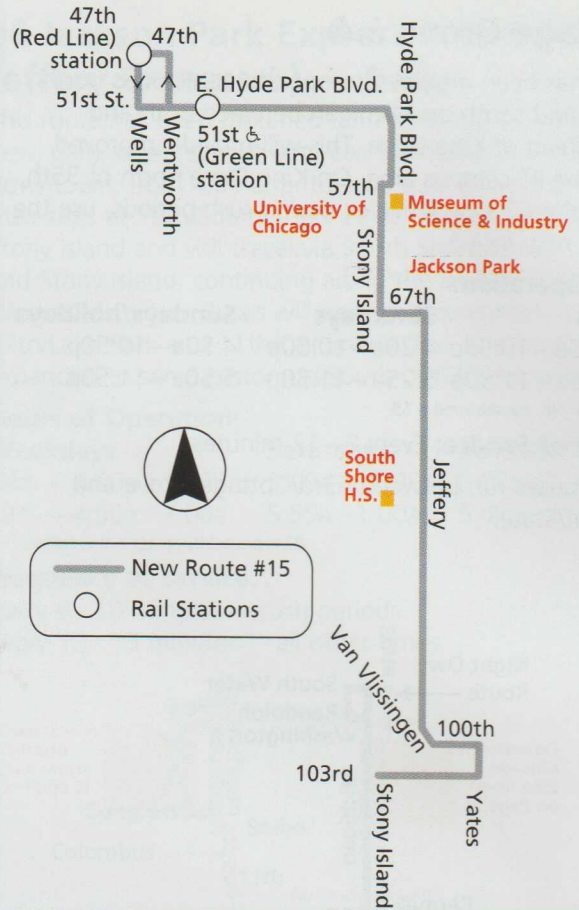 47th
(Red Line)
station
47th
51st St.
E. Hyde Park Blvd.
51st ♿
(Green Line)
station
Wells
Wentworth
Hyde Park Blvd.
57th
University of
Chicago
Museum of
Science & Industry
Stony Island
Jackson Park
67th
South
Shore
H.S.
Jeffery
New Route #15
Rail Stations
Van Vlissingen
100th
103rd
Stony Island
Yates